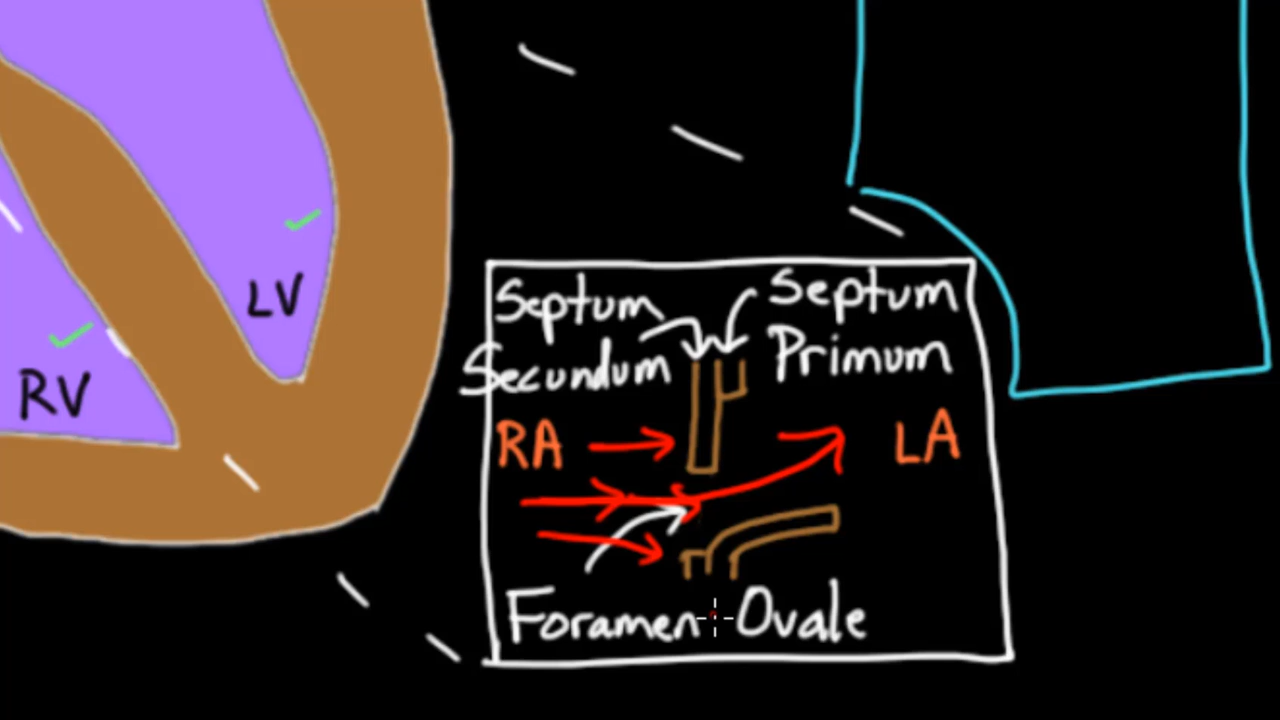 LV
RV
Septum
Secundum
Septum
Primum
RA
LA
Foramen Ovale